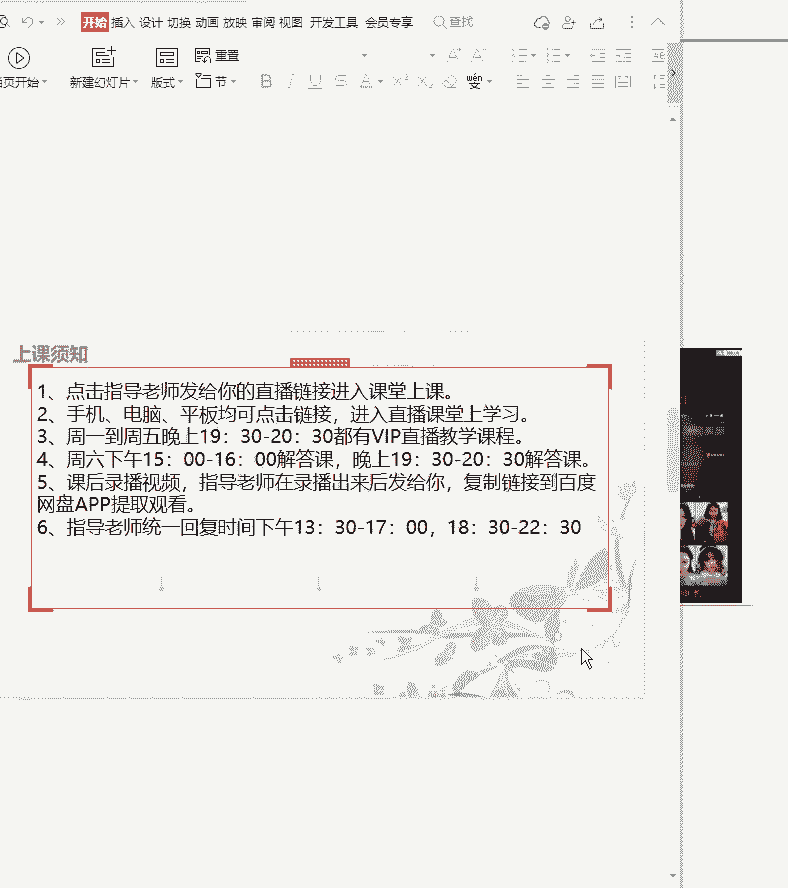 开始 插入 设计 切换 动画 放映 审阅 视图 开发工具 会员专享 查找
重置
页开始 新建幻灯片 版式 节 B I U S A X² X₂ wén 文
上课须知
1、点击指导老师发给你的直播链接进入课堂上课。
2、手机、电脑、平板均可点击链接，进入直播课堂上学习。
3、周一到周五晚上19：30-20：30都有VIP直播教学课程。
4、周六下午15：00-16：00解答课，晚上19：30-20：30解答课。
5、课后录播视频，指导老师在录播出来后发给你，复制链接到百度
网盘APP提取观看。
6、指导老师统一回复时间下午13：30-17：00，18：30-22：30